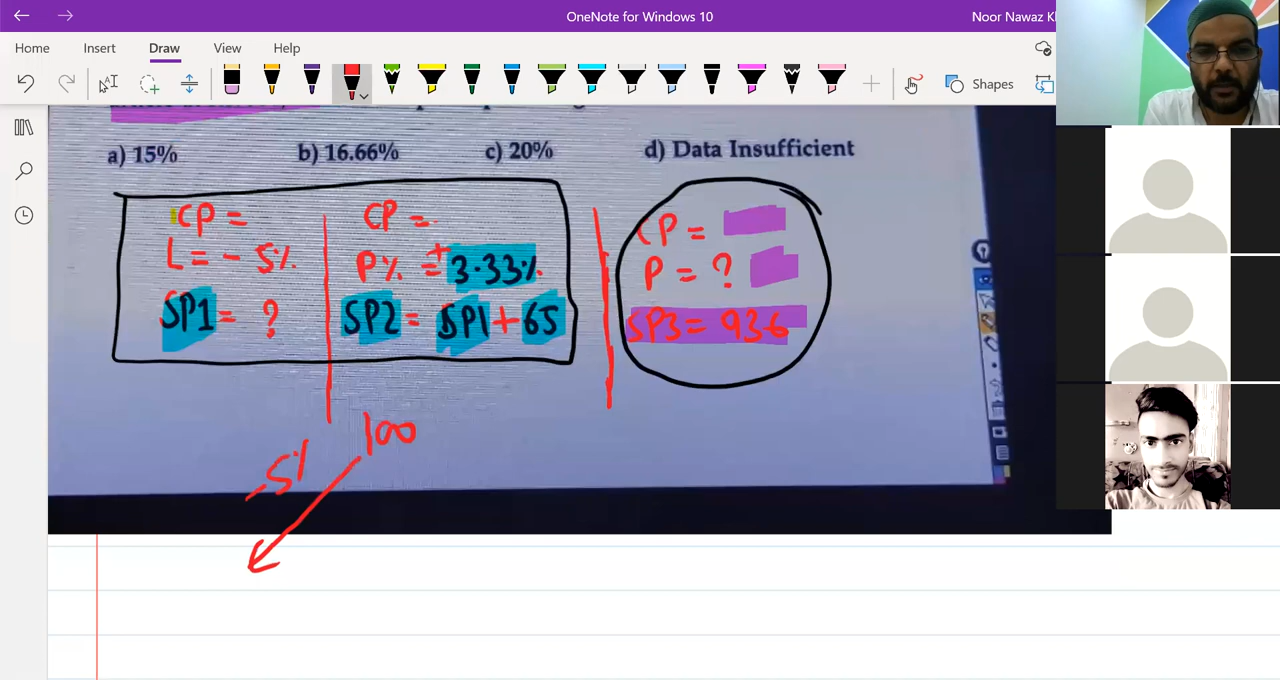 OneNote for Windows 10
Noor Nawaz Kh
Home Insert Draw View Help
Shapes
a) 15% b) 16.66% c) 20% d) Data Insufficient
CP = CP = CP =
L = - 5% P% = + 3.33% P = ?
SP1 = ? SP2 = SP1 + 65 SP3 = 936
100
-5%